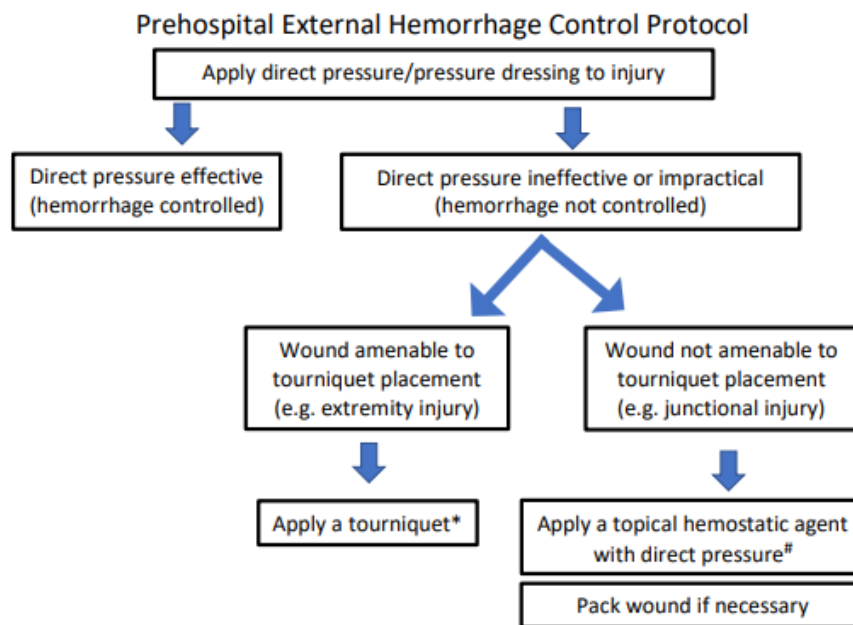 Prehospital External Hemorrhage Control Protocol
Apply direct pressure/pressure dressing to injury
Direct pressure effective
(hemorrhage controlled)
Direct pressure ineffective or impractical
(hemorrhage not controlled)
Wound amenable to
tourniquet placement
(e.g. extremity injury)
Wound not amenable to
tourniquet placement
(e.g. junctional injury)
Apply a tourniquet*
Apply a topical hemostatic agent
with direct pressure#
Pack wound if necessary